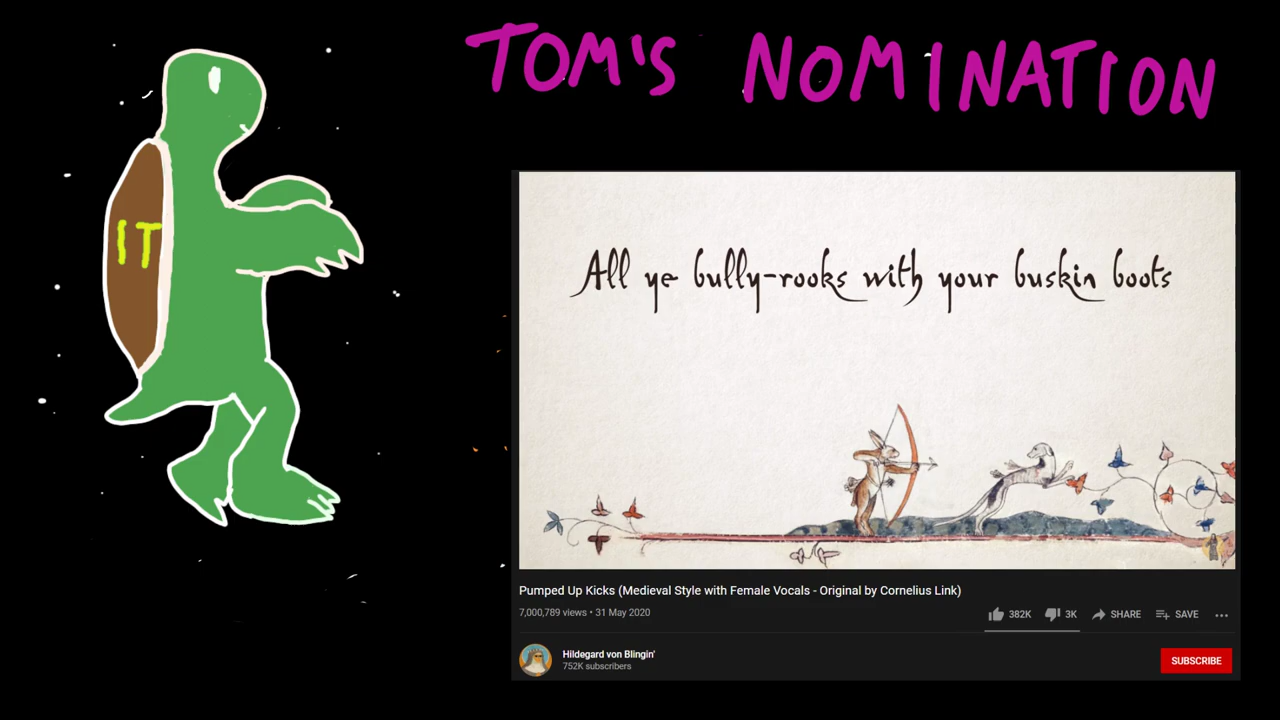 TOM'S NOMINATION
IT
All ye bully-rooks with your buskin boots
Pumped Up Kicks (Medieval Style with Female Vocals - Original by Cornelius Link)
7,000,789 views • 31 May 2020
382K 3K SHARE SAVE
Hildegard von Blingin'
752K subscribers
SUBSCRIBE